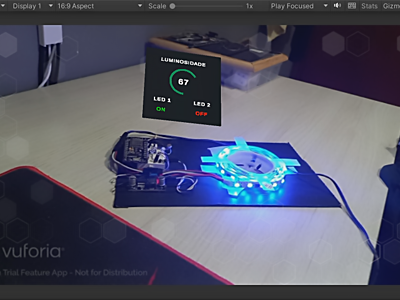 Display 1 16:9 Aspect Scale 1x Play Focused Stats Gizm
LUMINOSIDADE
67
LED 1 LED 2
ON OFF
vuforia
Trial Feature App - Not for Distribution